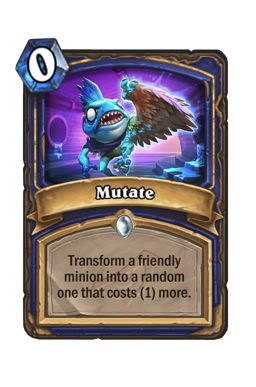 0
Mutate
Transform a friendly
minion into a random
one that costs (1) more.